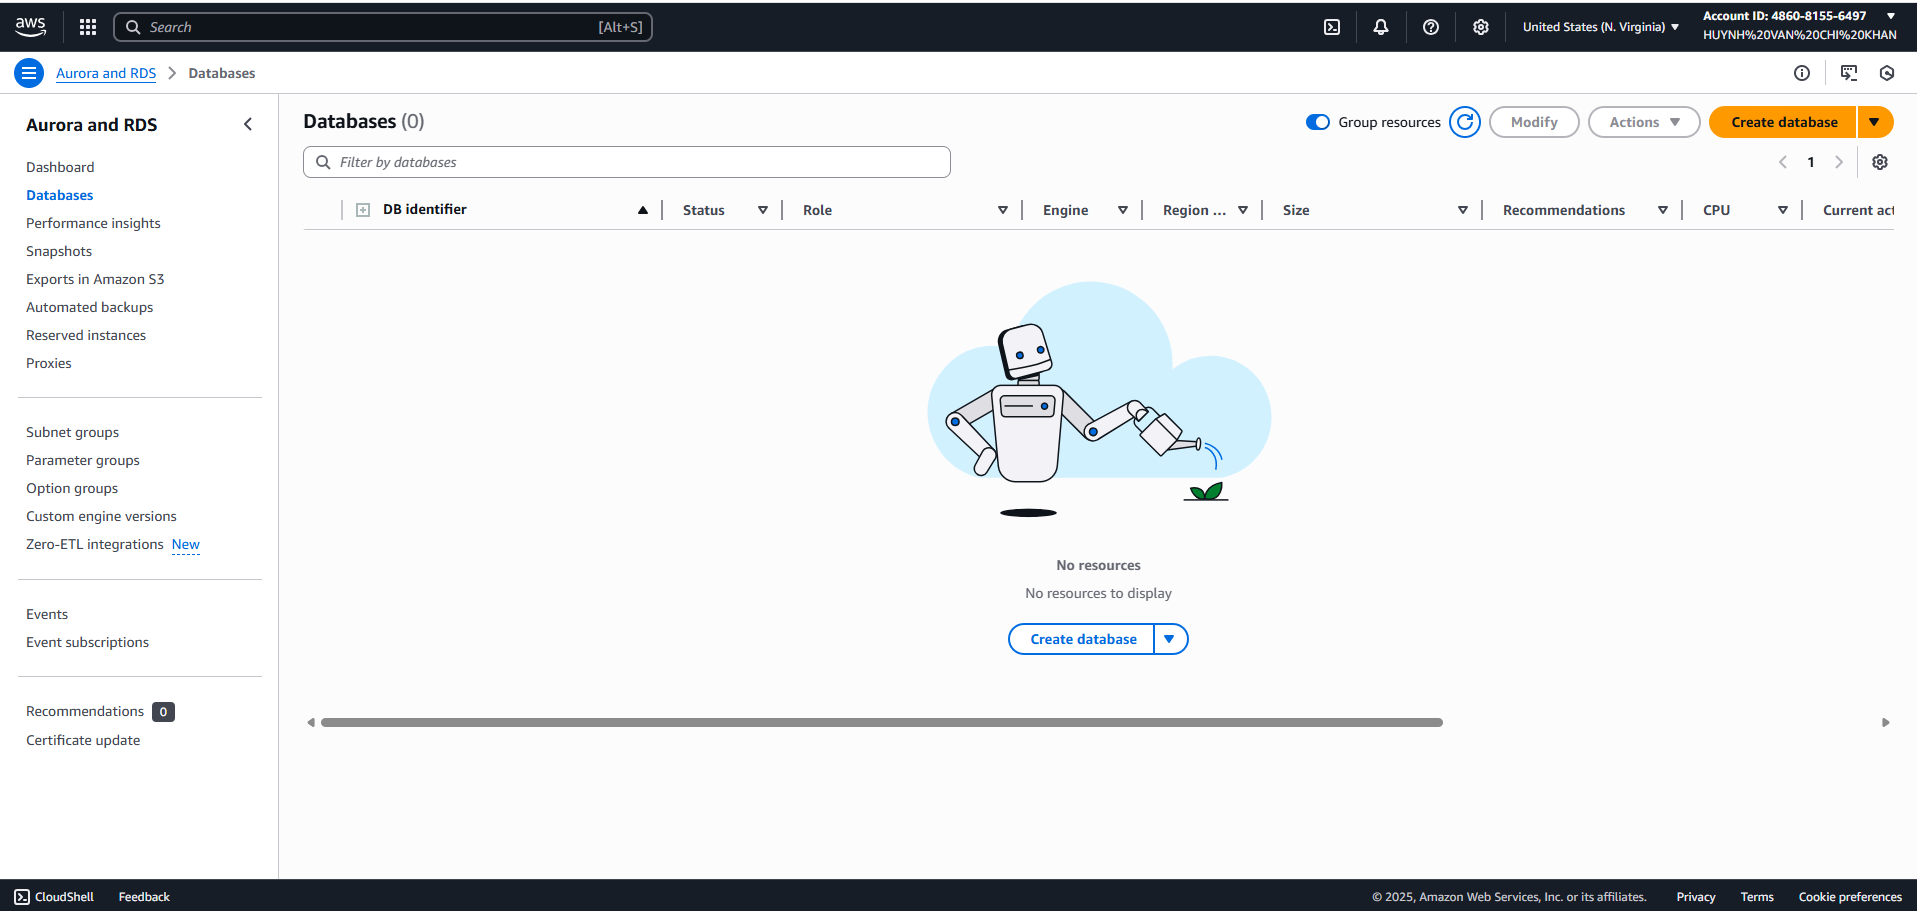 aws
Search [Alt+S]
United States (N. Virginia)
Account ID: 4860-8155-6497
HUYNH%20VAN%20CHI%20KHAN
Aurora and RDS Databases
Aurora and RDS
Dashboard
Databases
Performance insights
Snapshots
Exports in Amazon S3
Automated backups
Reserved instances
Proxies
Subnet groups
Parameter groups
Option groups
Custom engine versions
Zero-ETL integrations New
Events
Event subscriptions
Recommendations 0
Certificate update
Databases (0)
Group resources
Modify
Actions
Create database
Filter by databases
1
DB identifier Status Role Engine Region ... Size Recommendations CPU Current act
No resources
No resources to display
Create database
CloudShell Feedback
© 2025, Amazon Web Services, Inc. or its affiliates. Privacy Terms Cookie preferences